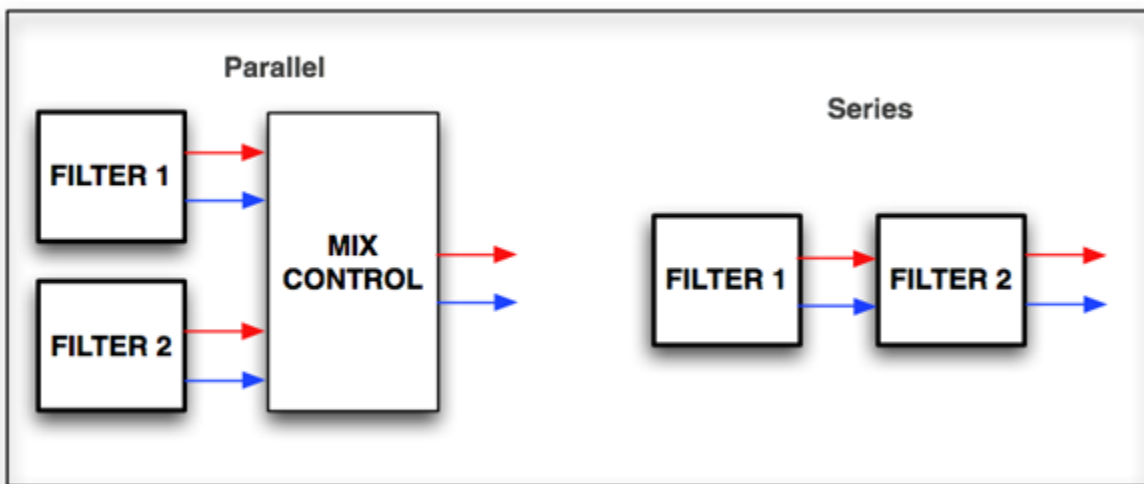 Parallel
FILTER 1
FILTER 2
MIX
CONTROL
Series
FILTER 1
FILTER 2